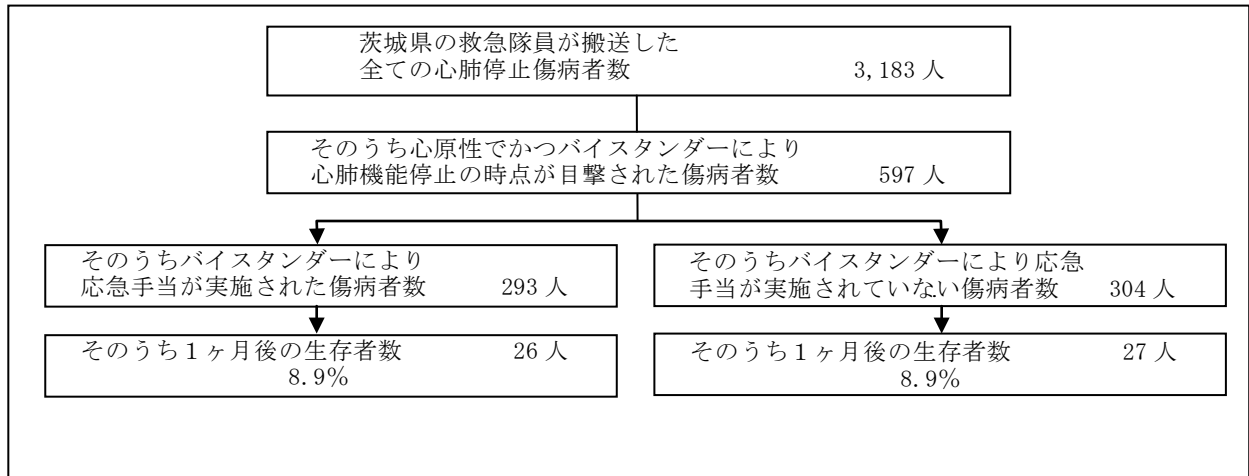 茨城県の救急隊員が搬送した
全ての心肺停止傷病者数 3,183人
そのうち心原性でかつバイスタンダーにより
心肺機能停止の時点が目撃された傷病者数 597人
そのうちバイスタンダーにより
応急手当が実施された傷病者数 293人
そのうち1ヶ月後の生存者数 26人
8.9%
そのうちバイスタンダーにより応急
手当が実施されていない傷病者数 304人
そのうち1ヶ月後の生存者数 27人
8.9%